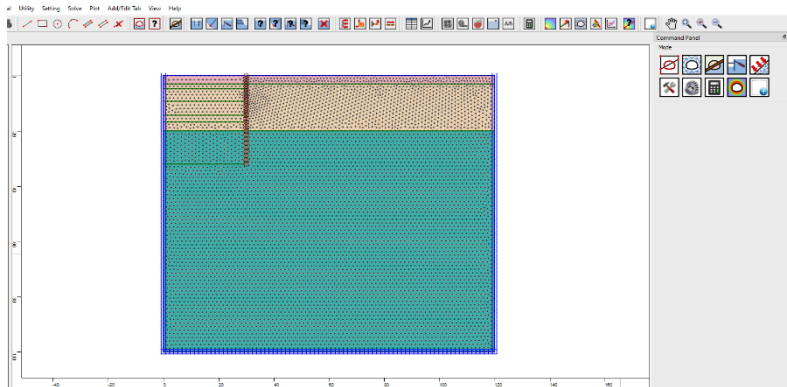 al Utility Setting Solve Plot Add/Edit Tab View Help
Command Panel
Mode
-40 0 20 40 60 80 100 120 140 160